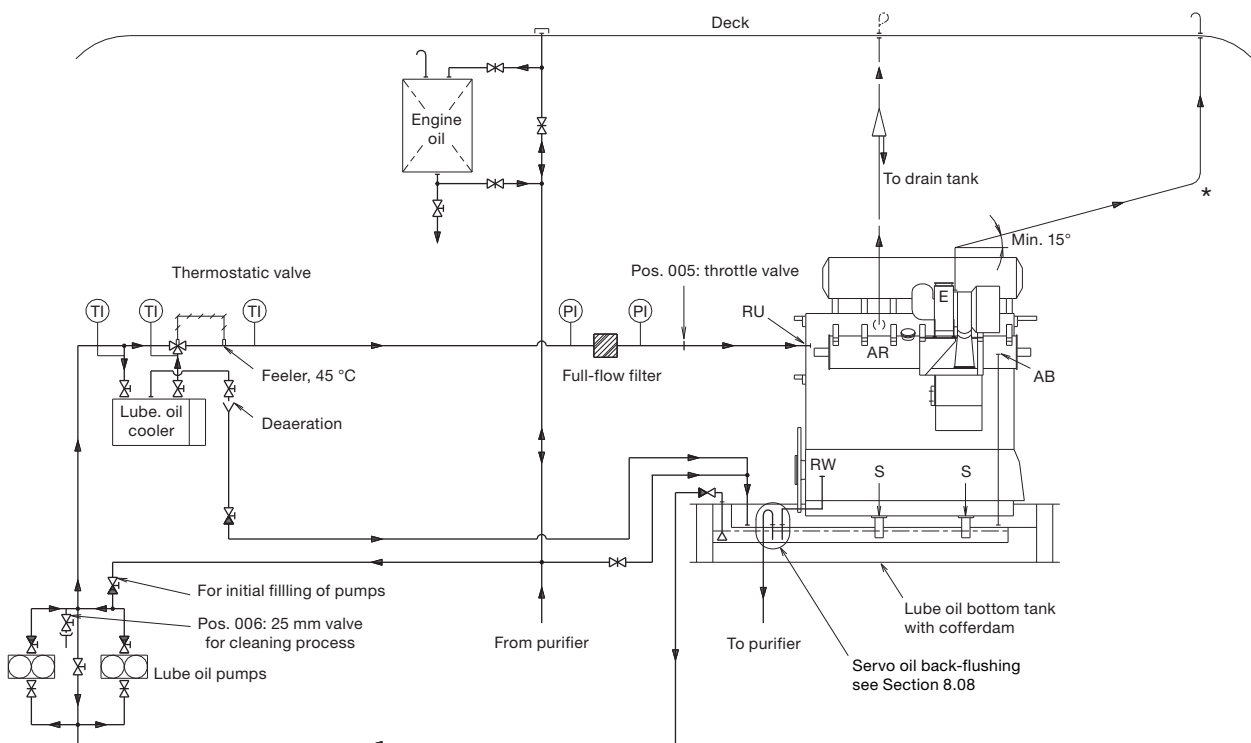 Deck
Engine
oil
To drain tank
*
Min. 15°
Thermostatic valve
Pos. 005: throttle valve
TI
TI
TI
PI
PI
RU
E
AR
AB
Feeler, 45 °C
Full-flow filter
Lube. oil
cooler
Deaeration
RW
S
S
For initial fillling of pumps
Pos. 006: 25 mm valve
for cleaning process
From purifier
To purifier
Lube oil bottom tank
with cofferdam
Lube oil pumps
Servo oil back-flushing
see Section 8.08